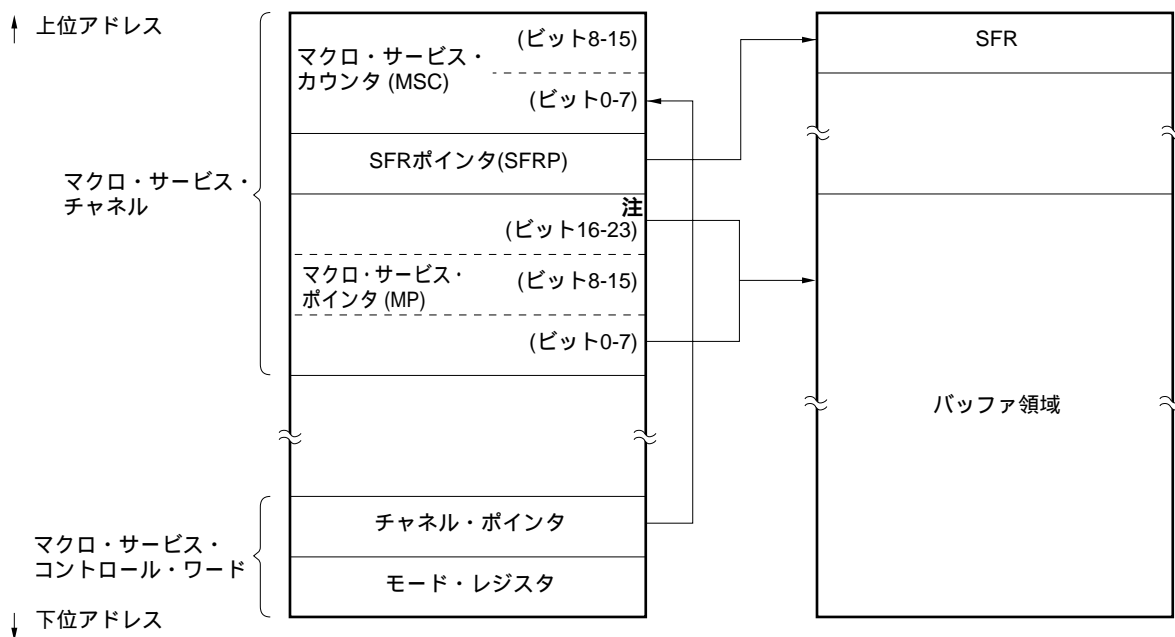 上位アドレス
マクロ・サービス・
チャネル
マクロ・サービス・
カウンタ (MSC)
(ビット8-15)
(ビット0-7)
SFRポインタ(SFRP)
注
(ビット16-23)
マクロ・サービス・
ポインタ (MP)
(ビット8-15)
(ビット0-7)
マクロ・サービス・
コントロール・ワード
チャネル・ポインタ
モード・レジスタ
下位アドレス
SFR
バッファ領域